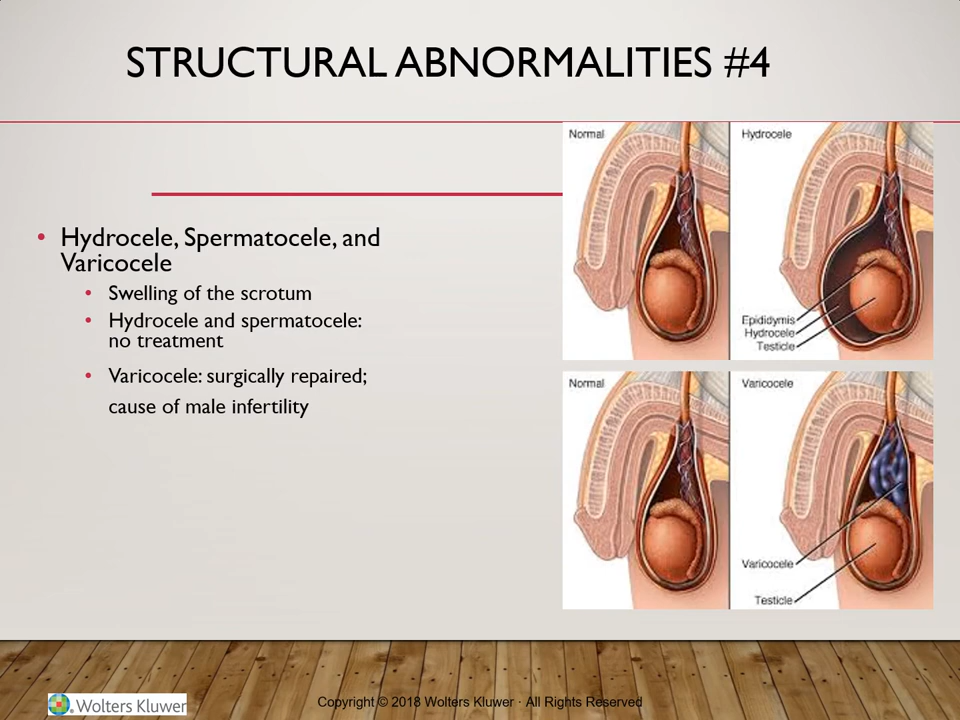 STRUCTURAL ABNORMALITIES #4
• Hydrocele, Spermatocele, and
Varicocele
• Swelling of the scrotum
• Hydrocele and spermatocele:
no treatment
• Varicocele: surgically repaired;
cause of male infertility
Normal
Hydrocele
Epididymis
Hydrocele
Testicle
Normal
Varicocele
Varicocele
Testicle
Wolters Kluwer
Copyright © 2018 Wolters Kluwer · All Rights Reserved